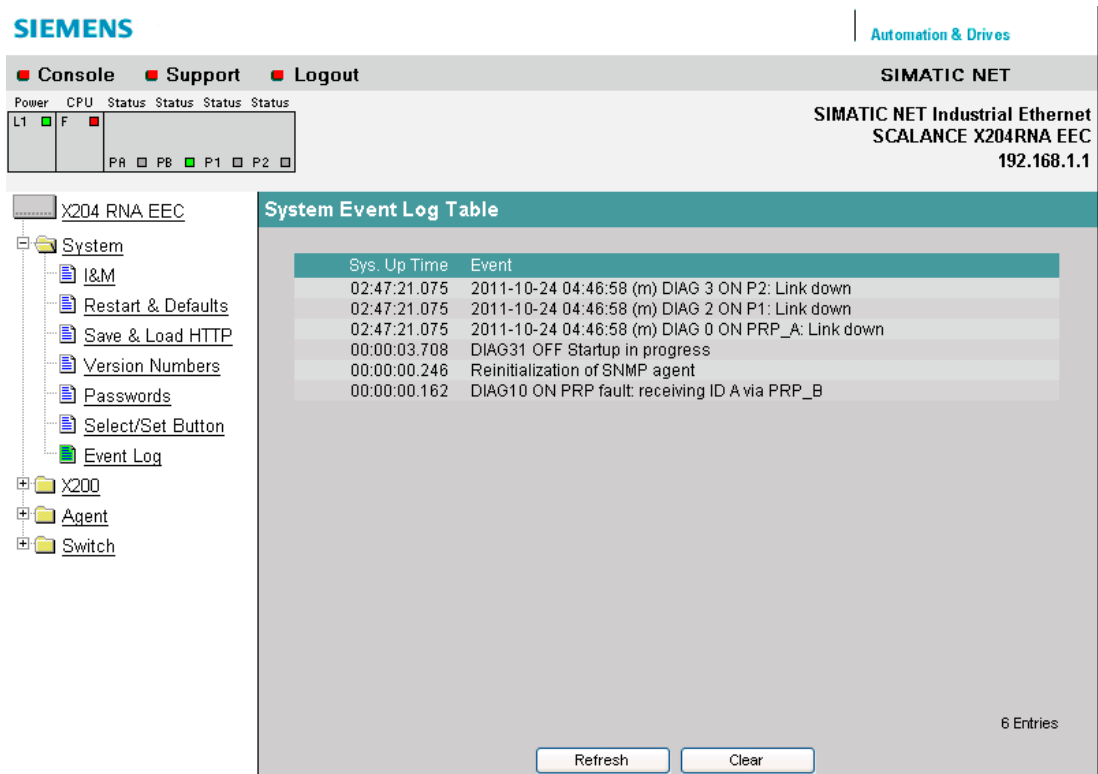 SIEMENS
Automation & Drives
Console Support Logout SIMATIC NET
Power CPU Status Status Status Status
L1 F
PA PB P1 P2
SIMATIC NET Industrial Ethernet
SCALANCE X204RNA EEC
192.168.1.1
X204 RNA EEC
System
I&M
Restart & Defaults
Save & Load HTTP
Version Numbers
Passwords
Select/Set Button
Event Log
X200
Agent
Switch
System Event Log Table
Sys. Up Time Event
02:47:21.075 2011-10-24 04:46:58 (m) DIAG 3 ON P2: Link down
02:47:21.075 2011-10-24 04:46:58 (m) DIAG 2 ON P1: Link down
02:47:21.075 2011-10-24 04:46:58 (m) DIAG 0 ON PRP_A: Link down
00:00:03.708 DIAG31 OFF Startup in progress
00:00:00.246 Reinitialization of SNMP agent
00:00:00.162 DIAG10 ON PRP fault: receiving ID A via PRP_B
6 Entries
Refresh Clear